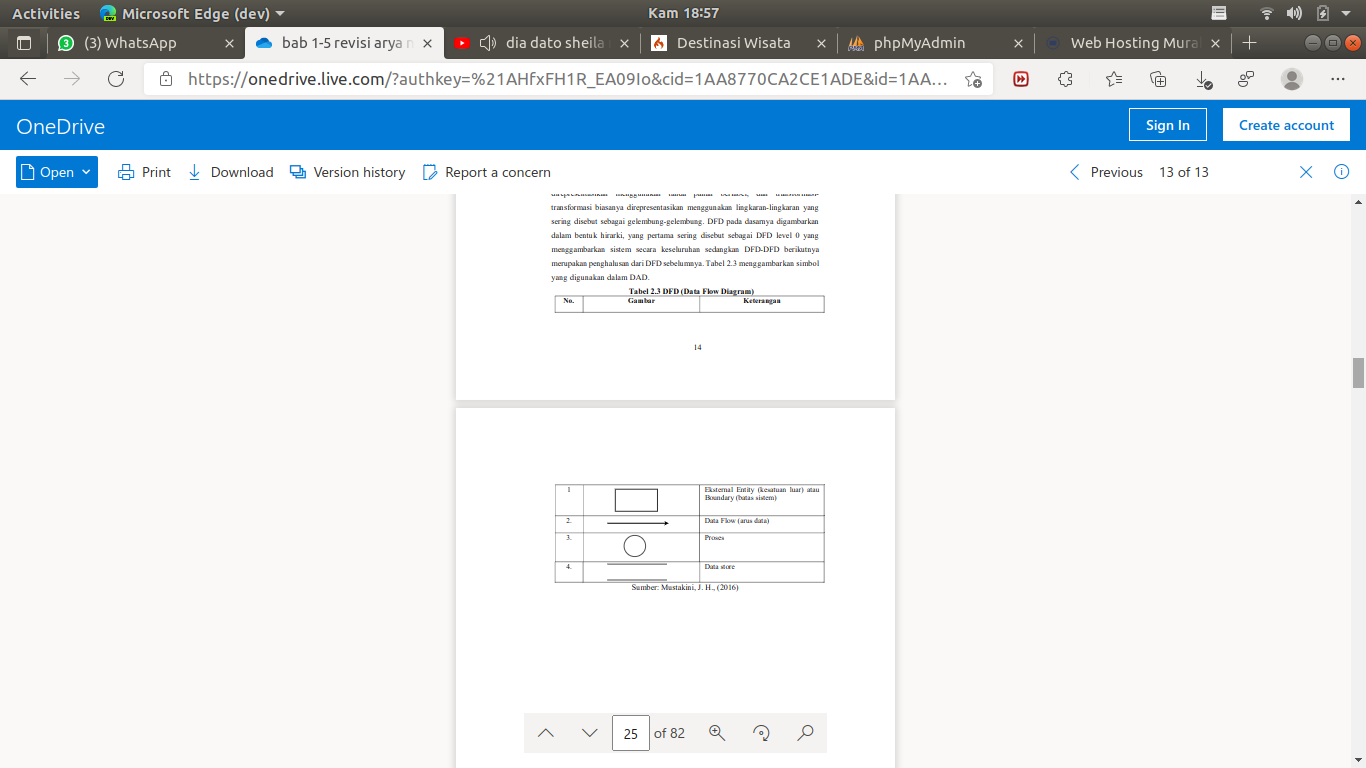 Activities Microsoft Edge (dev) Kam 18:57
(3) WhatsApp bab 1-5 revisi arya dia dato sheila Destinasi Wisata phpMyAdmin Web Hosting
https://onedrive.live.com/?authkey=%21AHfxFH1R_EA09Io&cid=1AA8770CA2CE1ADE&id=1AA…
OneDrive Sign In Create account
Open Print Download Version history Report a concern Previous 13 of 13
transformasi biasanya direpresentasikan menggunakan lingkaran-lingkaran yang
sering disebut sebagai gelembung-gelembung. DFD pada dasarnya digambarkan
dalam bentuk hirarki, yang pertama sering disebut sebagai DFD level 0 yang
menggambarkan sistem secara keseluruhan sedangkan DFD-DFD berikutnya
merupakan penghalusan dari DFD sebelumnya. Tabel 2.3 menggambarkan simbol
yang digunakan dalam DAD.
Tabel 2.3 DFD (Data Flow Diagram)
No. Gambar Keterangan
14
1 Eksternal Entity (kesatuan luar) atau
Boundary (batas sistem)
2. Data Flow (arus data)
3. Proses
4. Data store
Sumber: Mustakini, J. H., (2016)
25 of 82